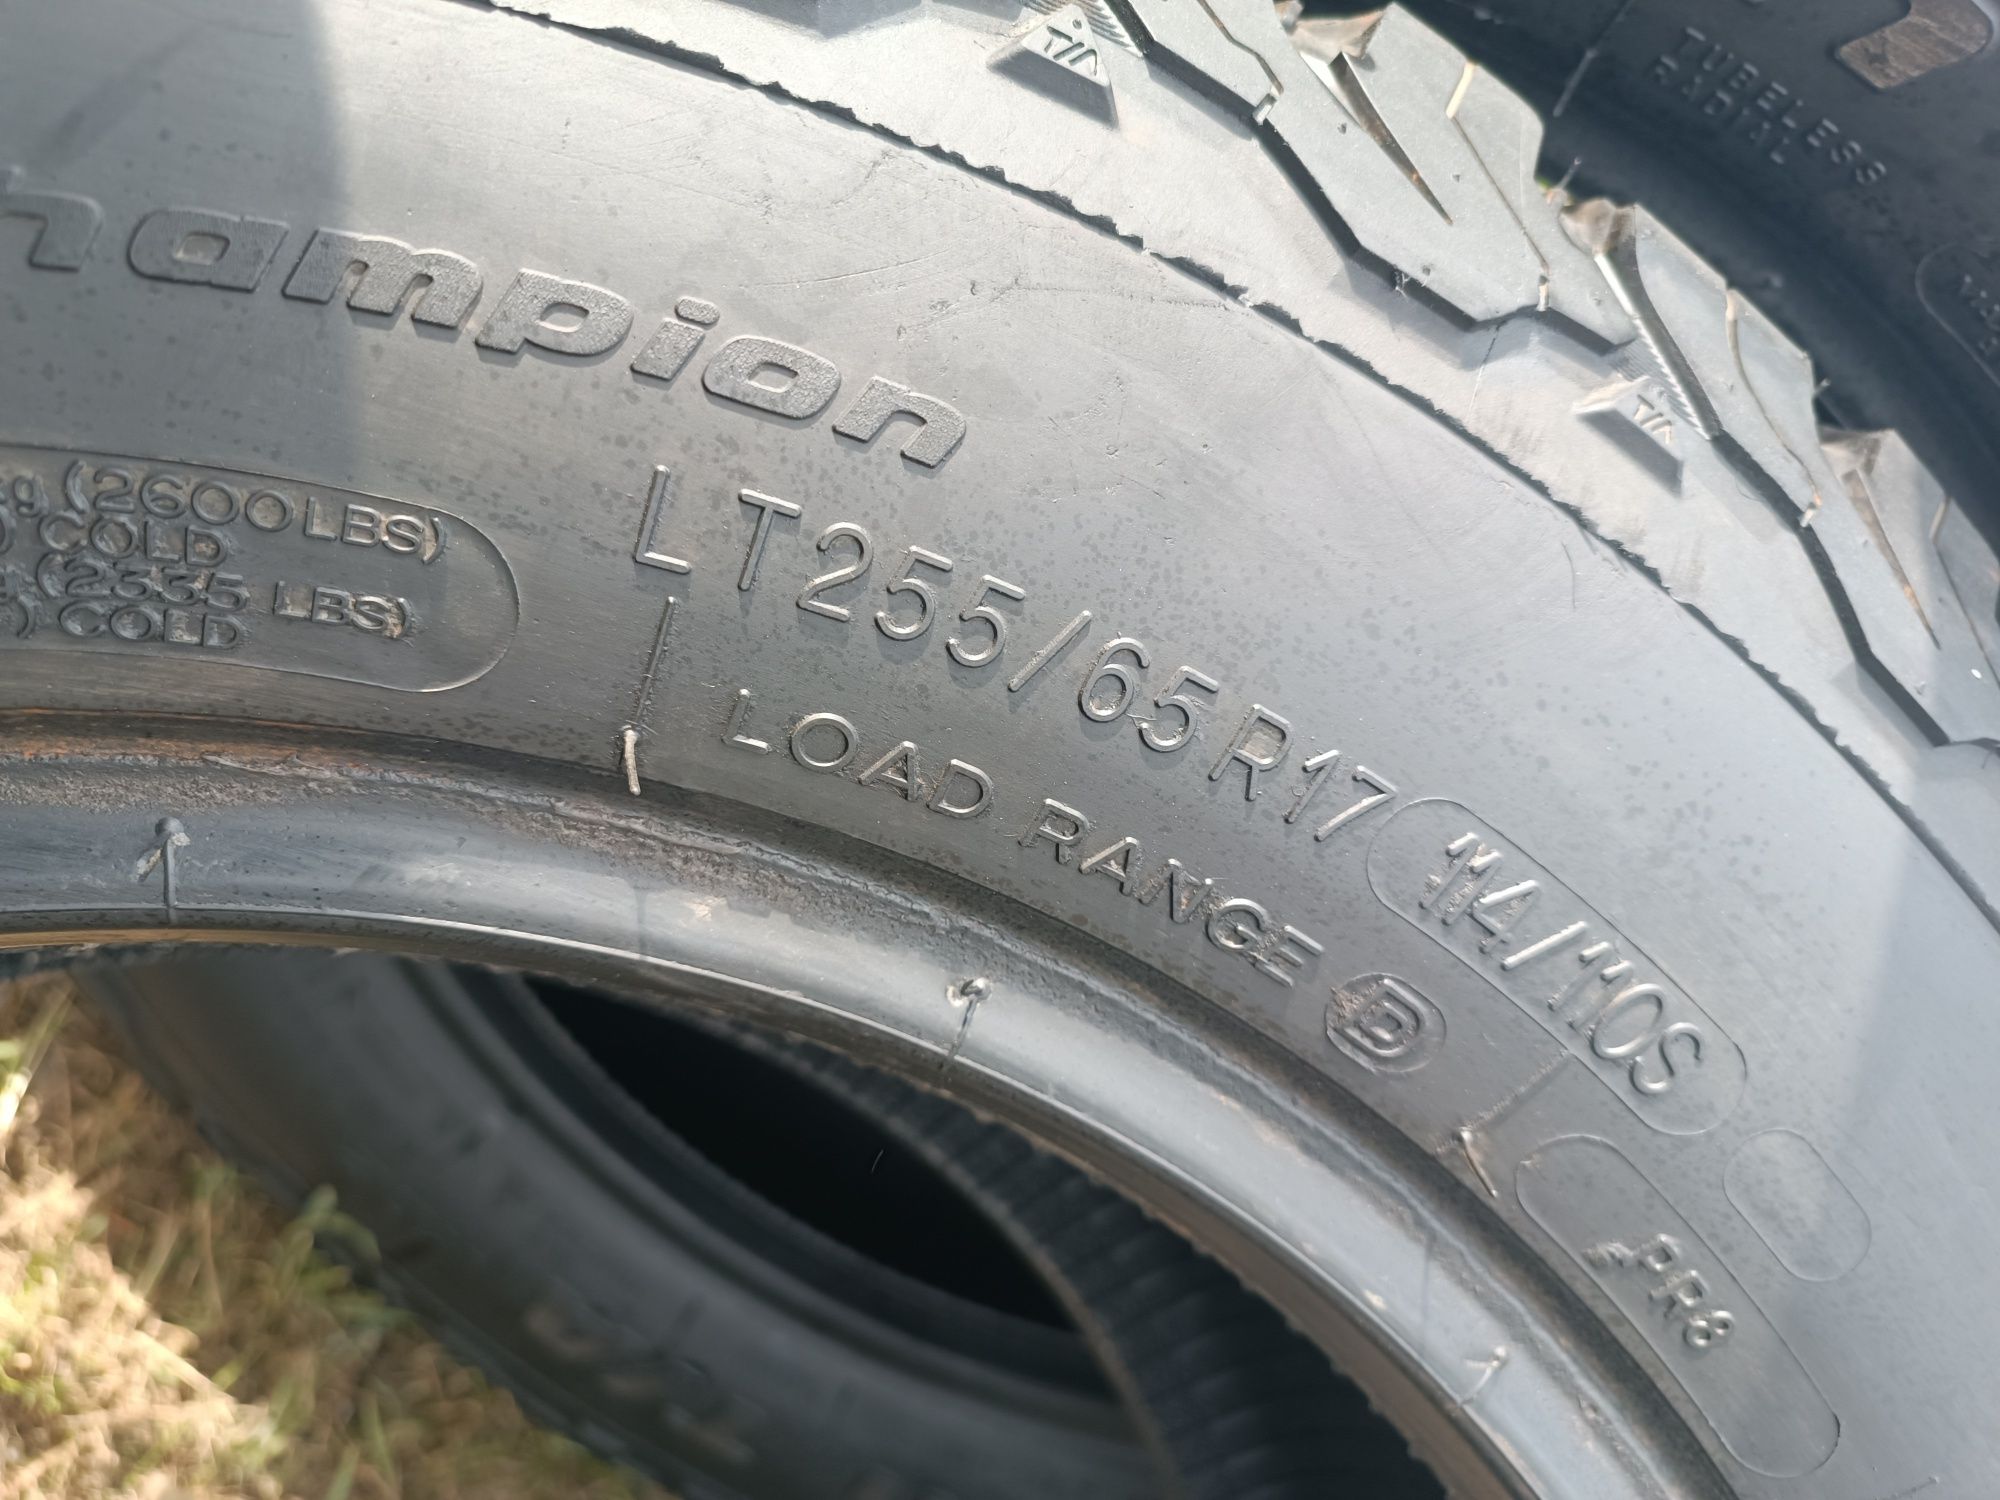 hampion
g (2600 LBS)
COLD
(2335 LBS)
) COLD
LT255/65R17 114/110S
LOAD RANGE
PR8
TUBELESS
RADIAL